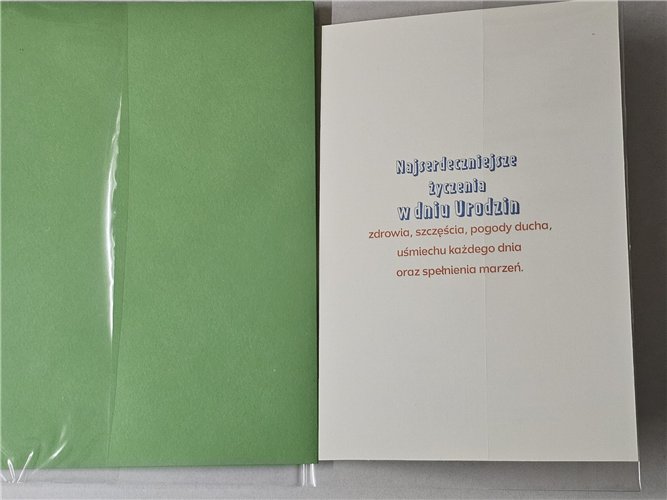 Najserdeczniejsze
życzenia
w dniu Urodzin
zdrowia, szczęścia, pogody ducha,
uśmiechu każdego dnia
oraz spełnienia marzeń.